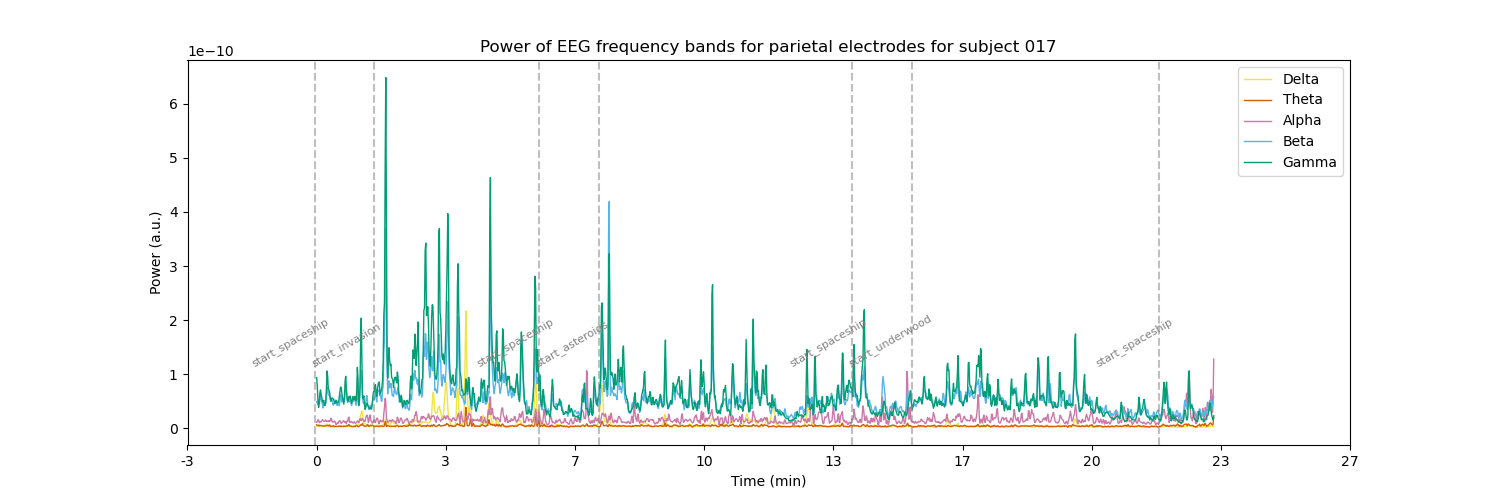 Power of EEG frequency bands for parietal electrodes for subject 017
1e−10
Delta
Theta
Alpha
Beta
Gamma
6
5
4
3
2
1
0
Power (a.u.)
start_spaceship
start_invasion
start_spaceship
start_asteroids
start_spaceship
start_underwood
start_spaceship
-3
0
3
7
10
13
17
20
23
27
Time (min)